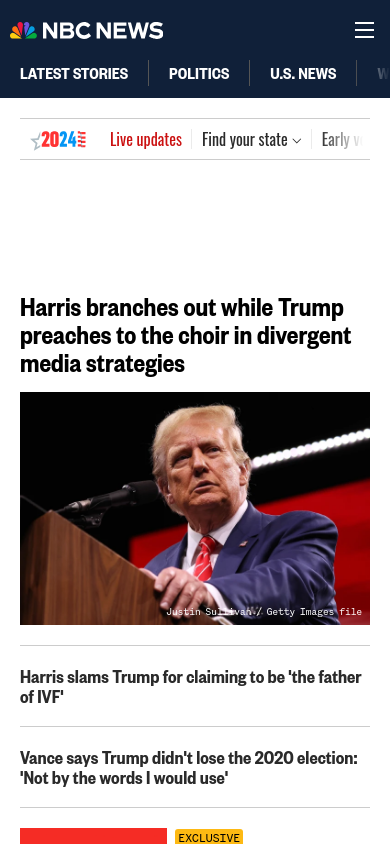 NBC NEWS
LATEST STORIES
POLITICS
U.S. NEWS
W
2024
Live updates
Find your state
Early v
Harris branches out while Trump
preaches to the choir in divergent
media strategies
Justin Sullivan / Getty Images file
Harris slams Trump for claiming to be 'the father
of IVF'
Vance says Trump didn't lose the 2020 election:
'Not by the words I would use'
EXCLUSIVE